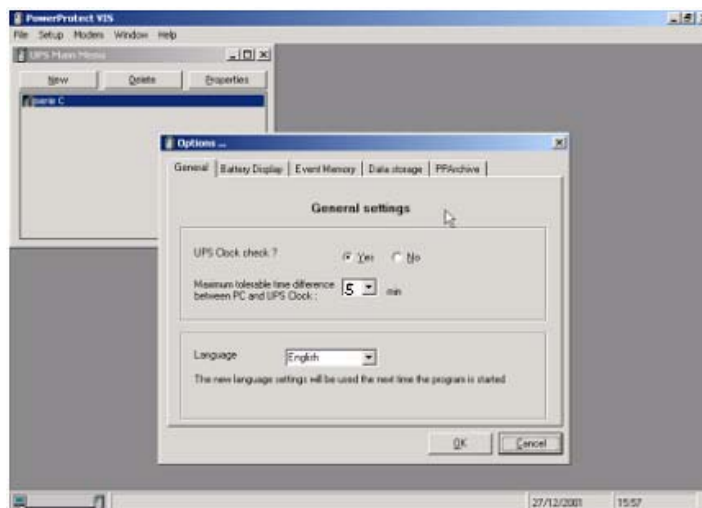 PowerProtect VIS
File Setup Modem Window Help
UPS Main Menu
New Delete Properties
serie C
Options ...
General Battery Display Event Memory Data storage PPArchive
General settings
UPS Clock check ? Yes No
Maximum tolerable time difference
between PC and UPS Clock : 5 min
Language English
The new language settings will be used the next time the program is started
OK Cancel
27/12/2001 15:57